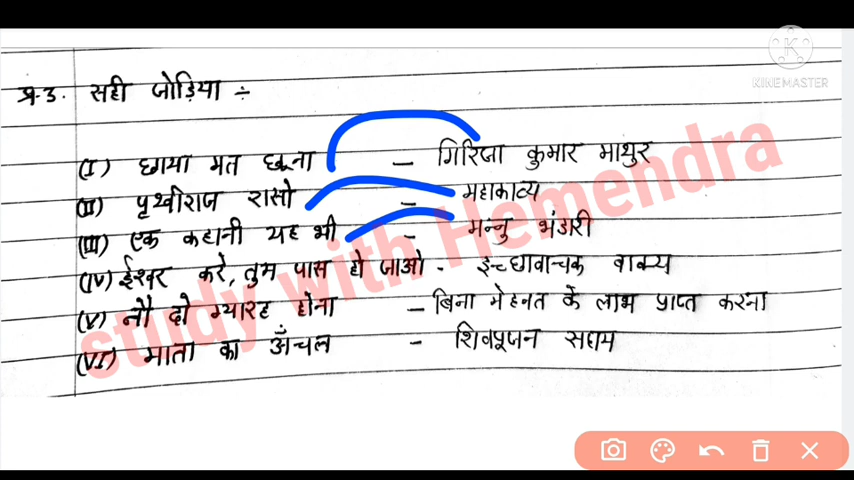 KINEMASTER
प्र-3. सही जोड़िया ÷
(I) छाया मत छूना – गिरिजा कुमार माथुर
(II) पृथ्वीराज रासो – महाकाव्य
(III) एक कहानी यह भी – मन्नू भंडारी
(IV) ईश्वर करे, तुम पास हो जाओ - इच्छावाचक वाक्य
(V) नौ दो ग्यारह होना – बिना मेहनत के लाभ प्राप्त करना
(VI) माता का अँचल – शिवपूजन सहाय
study with Hemendra